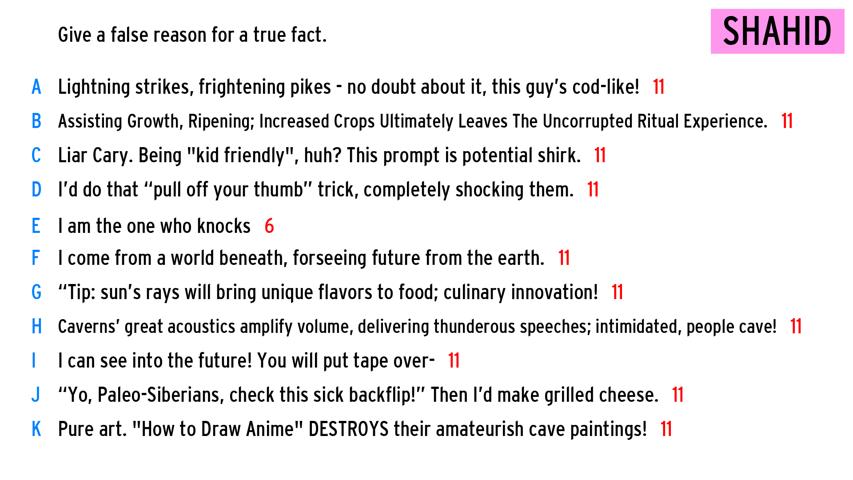 Give a false reason for a true fact.
SHAHID
A Lightning strikes, frightening pikes - no doubt about it, this guy's cod-like! 11
B Assisting Growth, Ripening; Increased Crops Ultimately Leaves The Uncorrupted Ritual Experience. 11
C Liar Cary. Being "kid friendly", huh? This prompt is potential shirk. 11
D I'd do that “pull off your thumb” trick, completely shocking them. 11
E I am the one who knocks 6
F I come from a world beneath, forseeing future from the earth. 11
G “Tip: sun's rays will bring unique flavors to food; culinary innovation! 11
H Caverns' great acoustics amplify volume, delivering thunderous speeches; intimidated, people cave! 11
I I can see into the future! You will put tape over- 11
J “Yo, Paleo-Siberians, check this sick backflip!” Then I'd make grilled cheese. 11
K Pure art. "How to Draw Anime" DESTROYS their amateurish cave paintings! 11